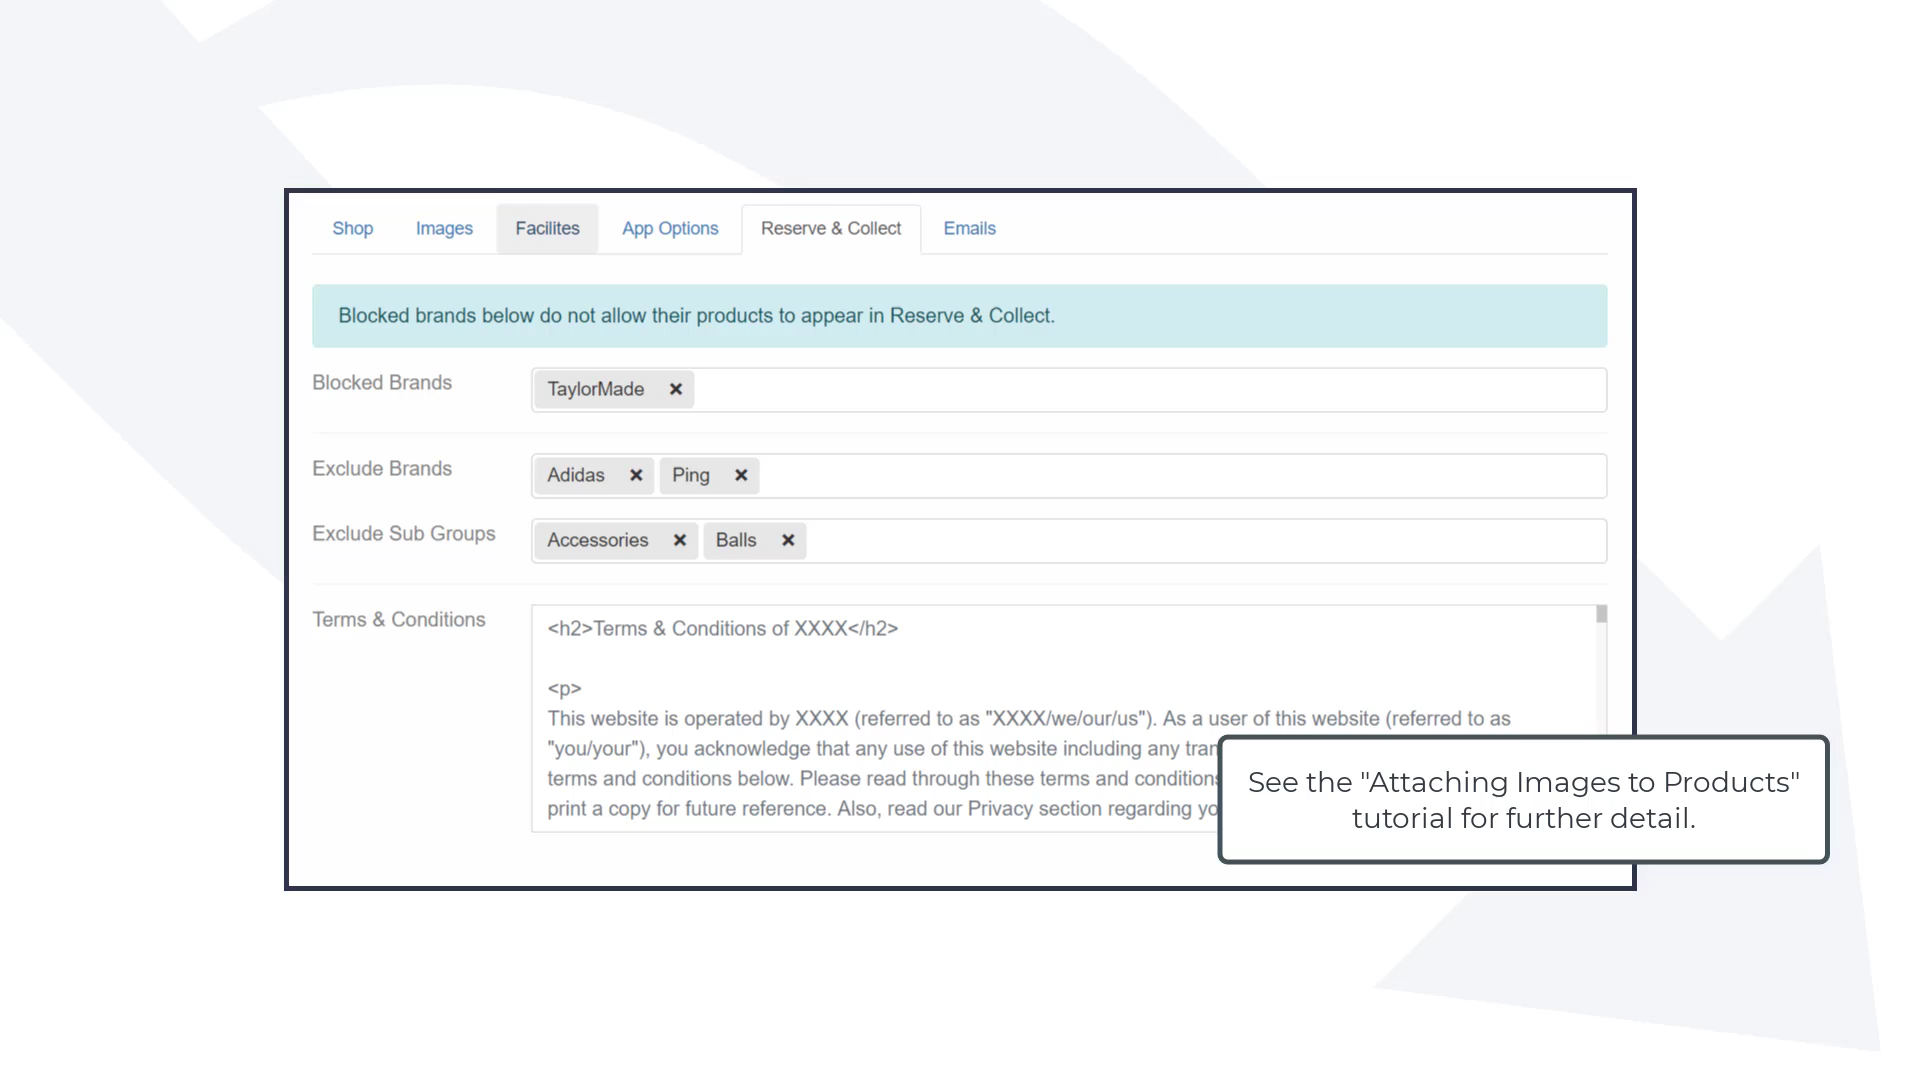 Shop Images Facilites App Options Reserve & Collect Emails
Blocked brands below do not allow their products to appear in Reserve & Collect.
Blocked Brands
TaylorMade ×
Exclude Brands
Adidas × Ping ×
Exclude Sub Groups
Accessories × Balls ×
Terms & Conditions
<h2>Terms & Conditions of XXXX</h2>
<p>
This website is operated by XXXX (referred to as "XXXX/we/our/us"). As a user of this website (referred to as
"you/your"), you acknowledge that any use of this website including any
terms and conditions below. Please read through these terms and conditions
print a copy for future reference. Also, read our Privacy section regarding
See the "Attaching Images to Products"
tutorial for further detail.